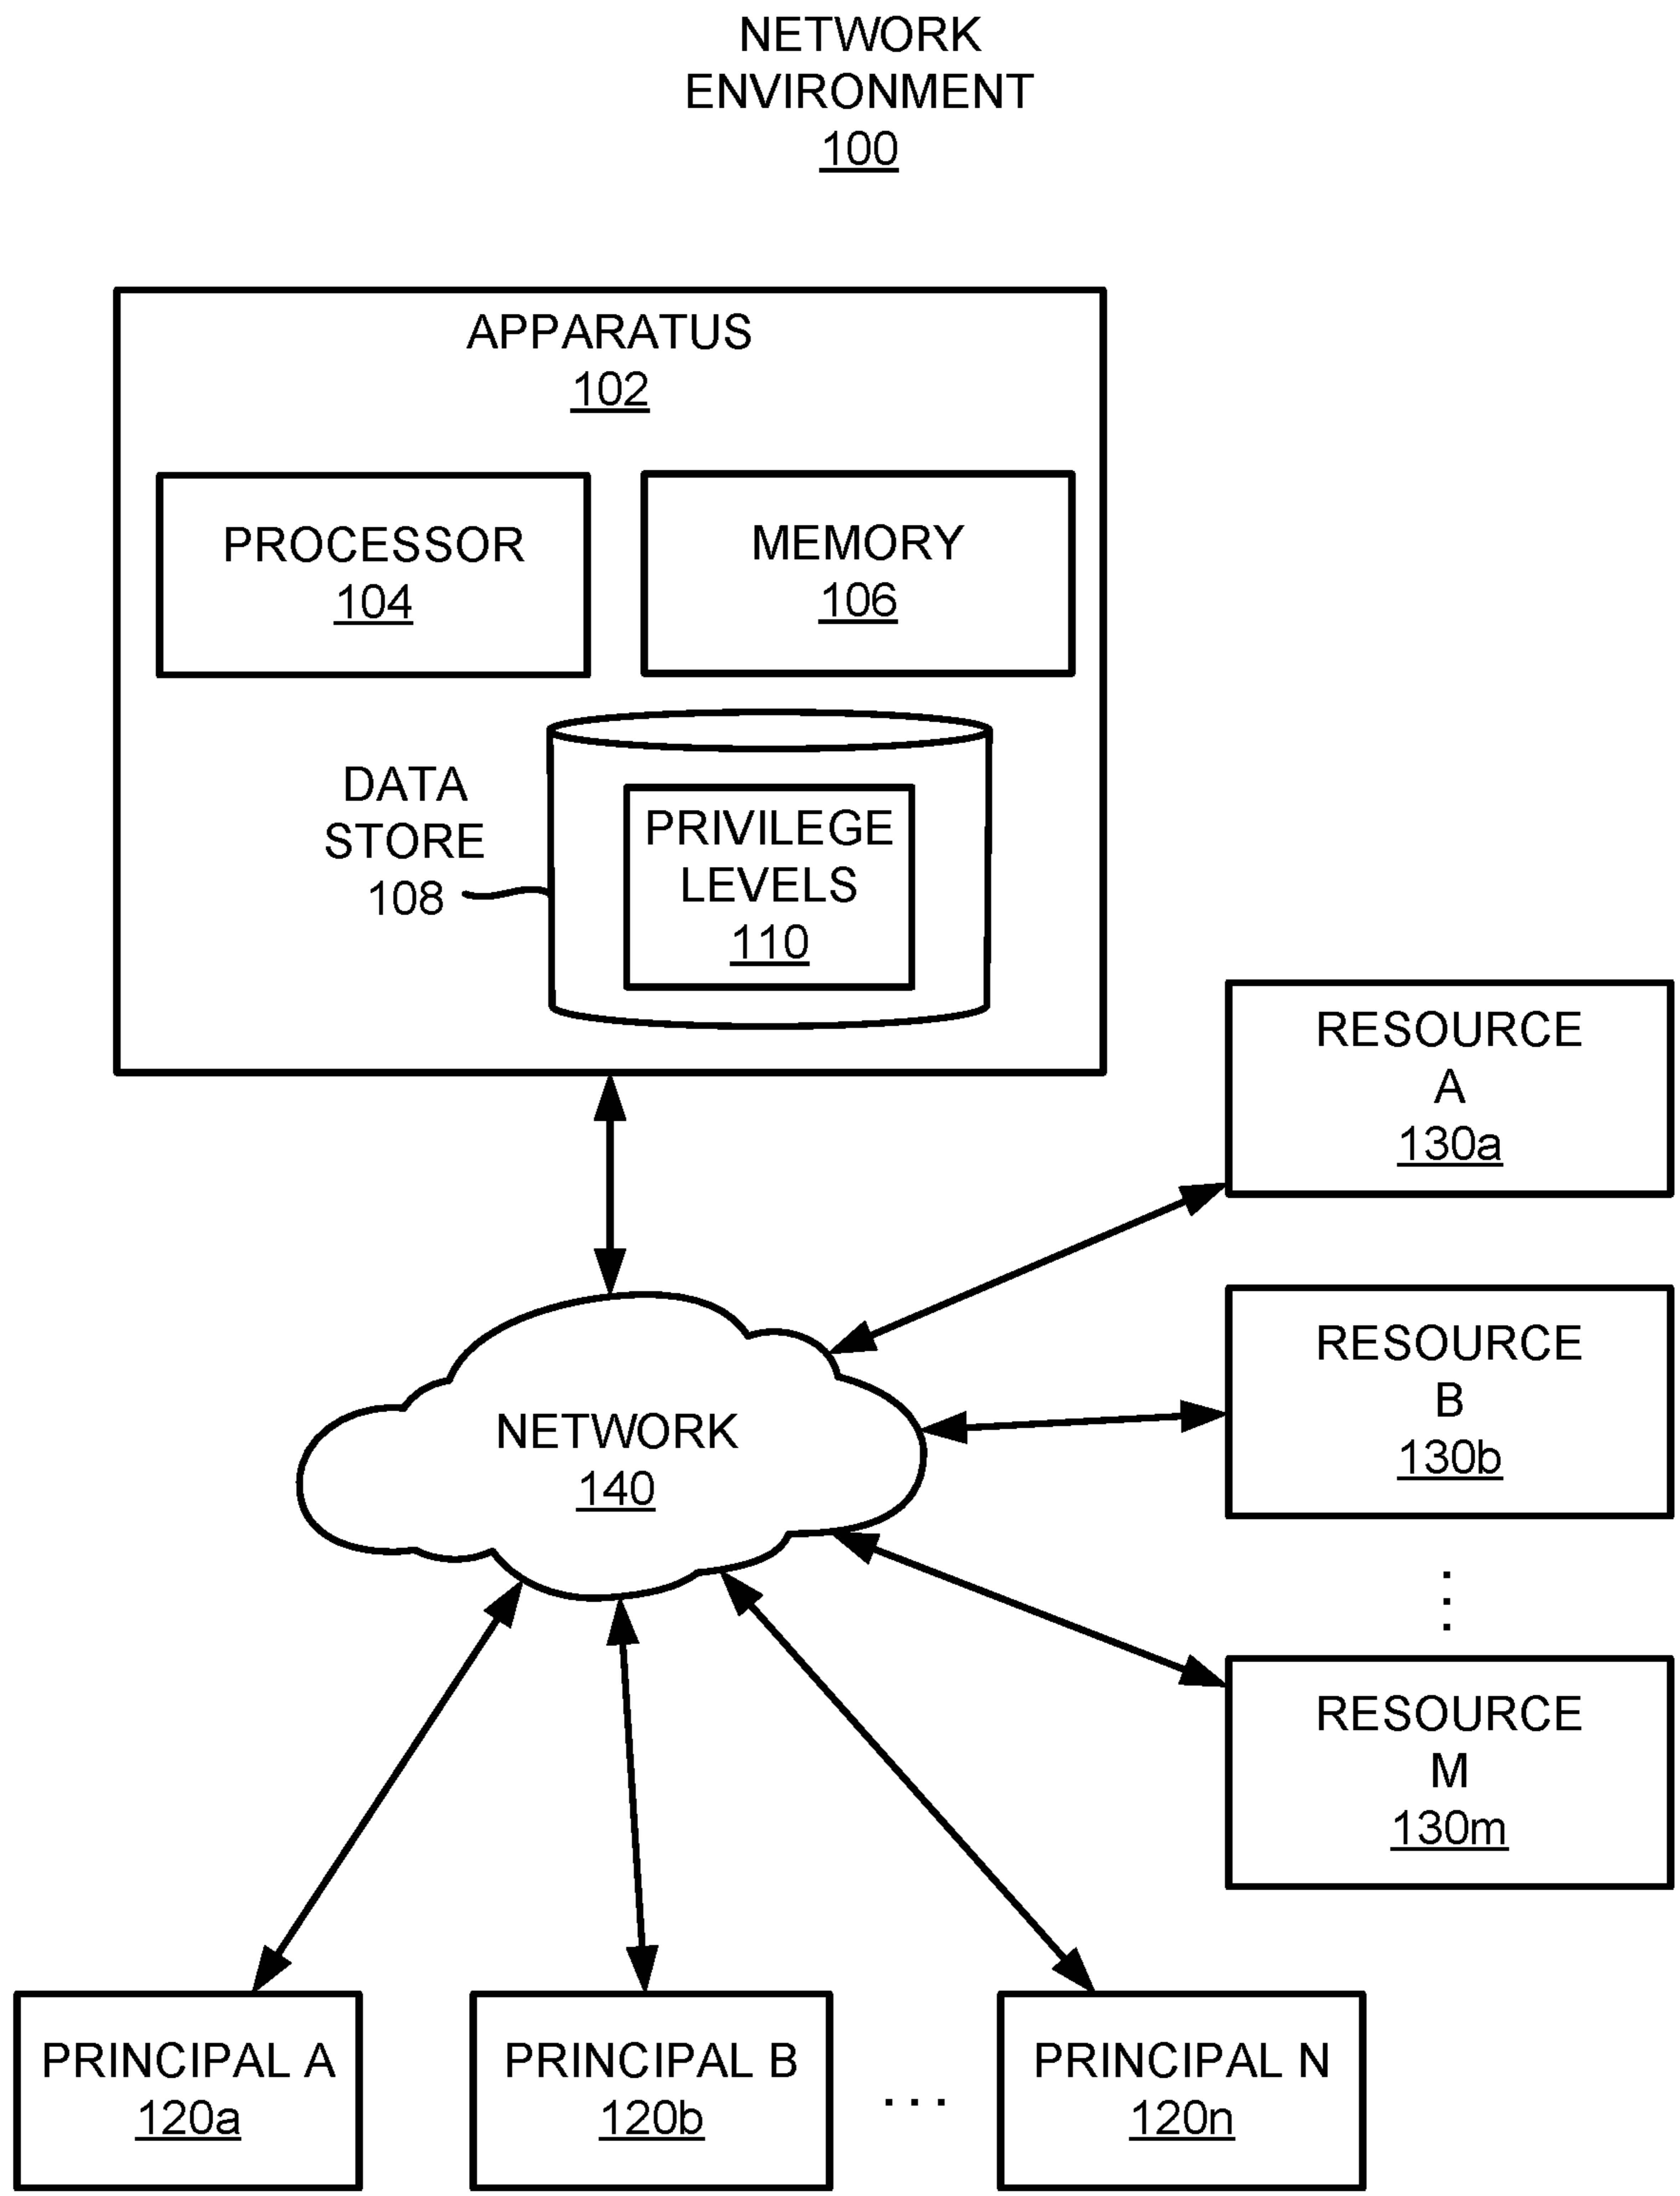 NETWORK
ENVIRONMENT
100
APPARATUS
102
PROCESSOR
104
MEMORY
106
DATA
STORE
108
PRIVILEGE
LEVELS
110
RESOURCE
A
130a
RESOURCE
B
130b
NETWORK
140
RESOURCE
M
130m
PRINCIPAL A
120a
PRINCIPAL B
120b
...
PRINCIPAL N
120n